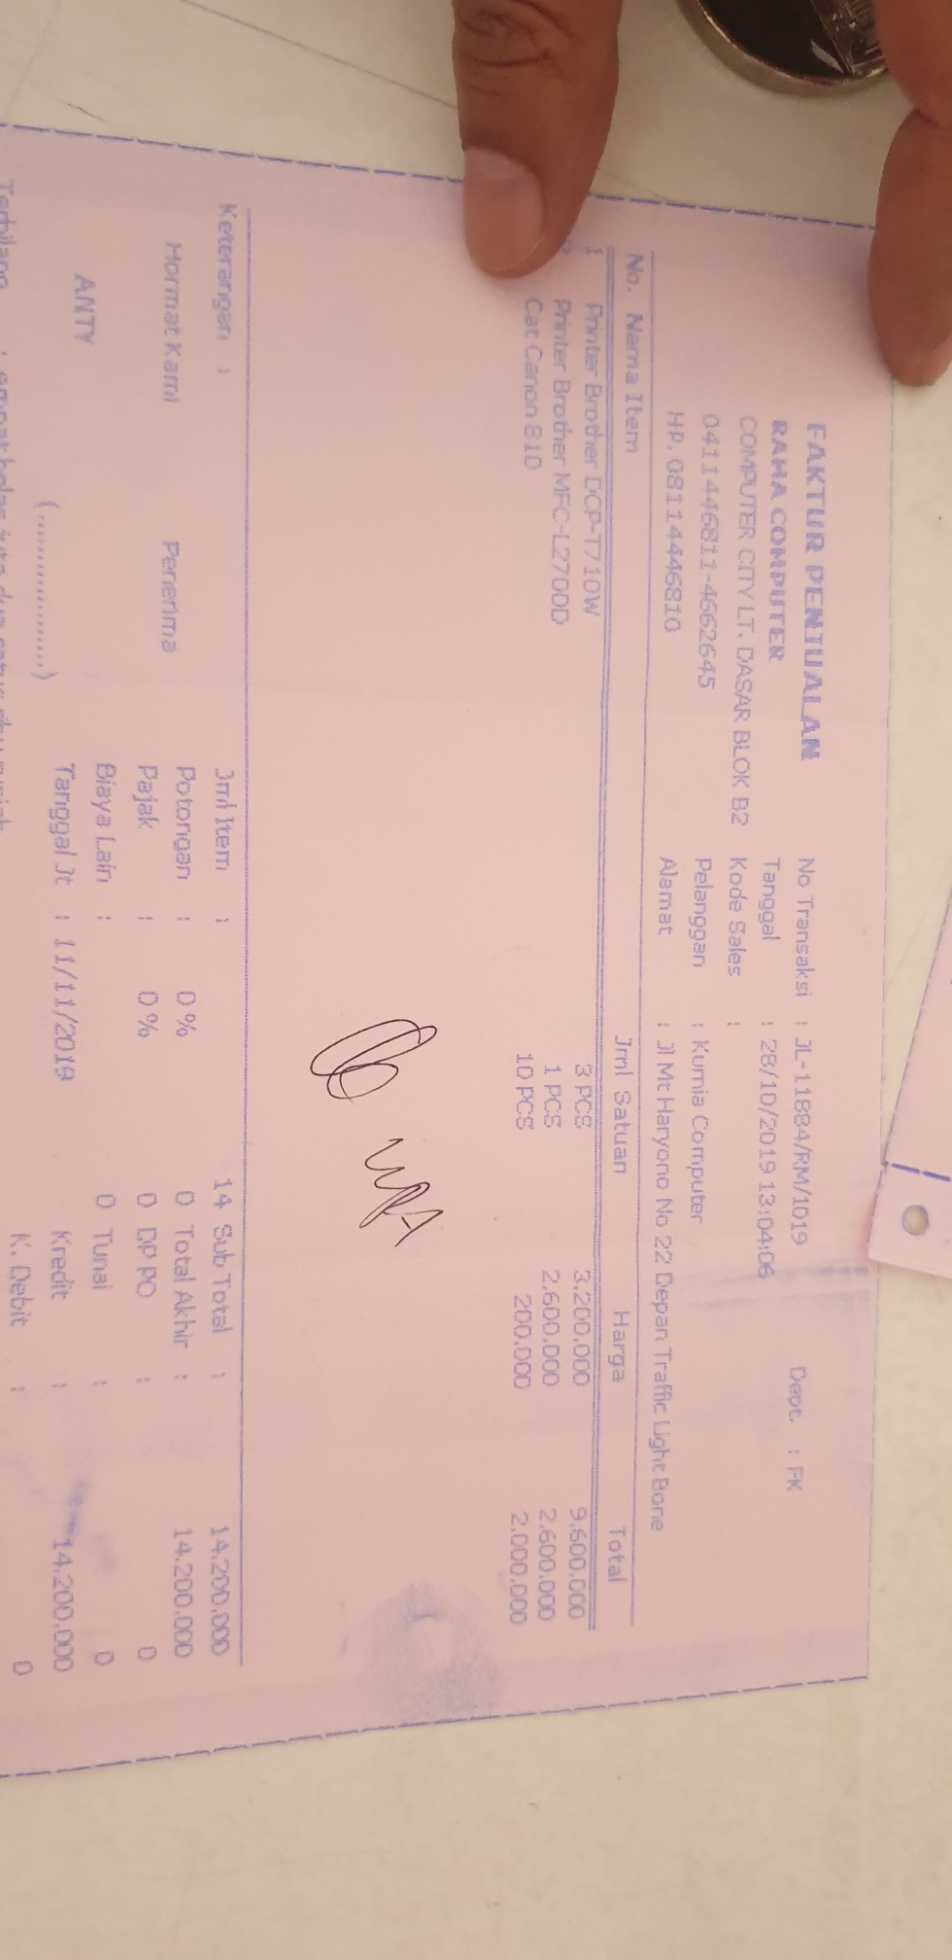 FAKTUR PENJUALAN
RAHA COMPUTER
COMPUTER CITY LT. DASAR BLOK B2
0411446811-4662645
HP. 08114446810
No Transaksi : JL-11884/RM/1019 Dept. : FK
Tanggal : 28/10/2019 13:04:06
Kode Sales :
Pelanggan : Kurnia Computer
Alamat : Jl Mt Haryono No 22 Depan Traffic Light Bone
No. Nama Item Jml Satuan Harga Total
1 Printer Brother DCP-T710W 3 PCS 3.200.000 9.600.000
Printer Brother MFC-L2700D 1 PCS 2.600.000 2.600.000
Cat Canon 810 10 PCS 200.000 2.000.000
Keterangan : Jml Item : 14 Sub Total : 14.200.000
Hormat Kami Penerima Potongan : 0 % 0 Total Akhir : 14.200.000
Pajak : 0 % 0 DP PO : 0
Biaya Lain : 0 Tunai : 0
ANTY (................) Tanggal Jt : 11/11/2019 Kredit : 14.200.000
K. Debit : 0
Terbilang :